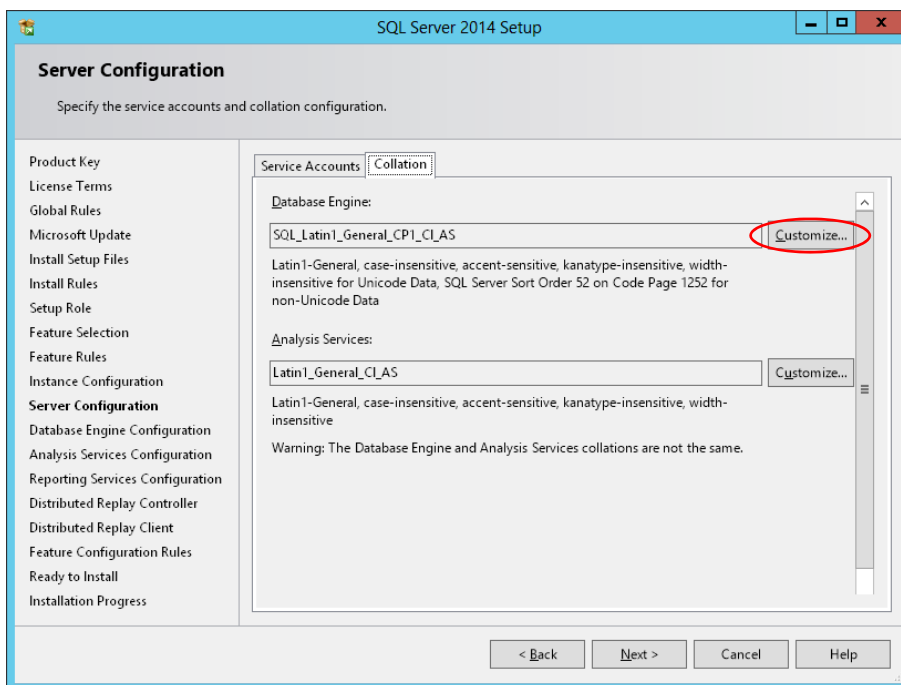 SQL Server 2014 Setup
Server Configuration
Specify the service accounts and collation configuration.
Product Key
License Terms
Global Rules
Microsoft Update
Install Setup Files
Install Rules
Setup Role
Feature Selection
Feature Rules
Instance Configuration
Server Configuration
Database Engine Configuration
Analysis Services Configuration
Reporting Services Configuration
Distributed Replay Controller
Distributed Replay Client
Feature Configuration Rules
Ready to Install
Installation Progress
Service Accounts Collation
Database Engine:
SQL_Latin1_General_CP1_CI_AS Customize...
Latin1-General, case-insensitive, accent-sensitive, kanatype-insensitive, width-
insensitive for Unicode Data, SQL Server Sort Order 52 on Code Page 1252 for
non-Unicode Data
Analysis Services:
Latin1_General_CI_AS Customize...
Latin1-General, case-insensitive, accent-sensitive, kanatype-insensitive, width-
insensitive
Warning: The Database Engine and Analysis Services collations are not the same.
< Back Next > Cancel Help